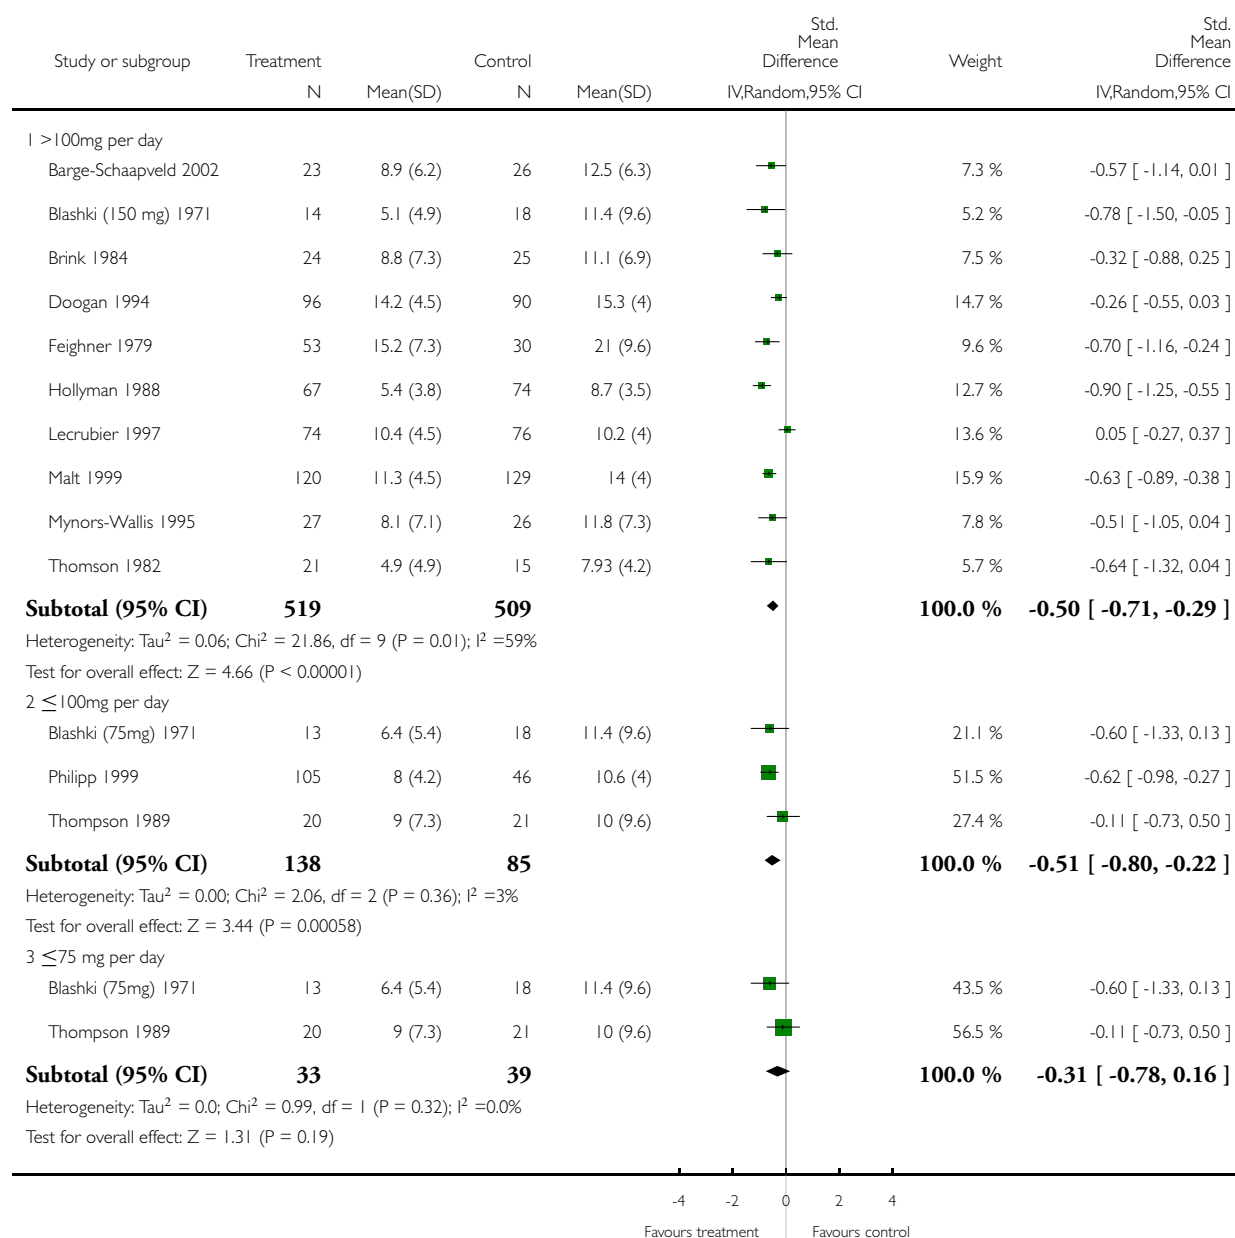 Std.
Mean
Difference
Std.
Mean
Difference
Study or subgroup Treatment Control Weight
N Mean(SD) N Mean(SD) IV,Random,95% CI IV,Random,95% CI
1 >100mg per day
Barge-Schaapveld 2002 23 8.9 (6.2) 26 12.5 (6.3) 7.3 % -0.57 [ -1.14, 0.01 ]
Blashki (150 mg) 1971 14 5.1 (4.9) 18 11.4 (9.6) 5.2 % -0.78 [ -1.50, -0.05 ]
Brink 1984 24 8.8 (7.3) 25 11.1 (6.9) 7.5 % -0.32 [ -0.88, 0.25 ]
Doogan 1994 96 14.2 (4.5) 90 15.3 (4) 14.7 % -0.26 [ -0.55, 0.03 ]
Feighner 1979 53 15.2 (7.3) 30 21 (9.6) 9.6 % -0.70 [ -1.16, -0.24 ]
Hollyman 1988 67 5.4 (3.8) 74 8.7 (3.5) 12.7 % -0.90 [ -1.25, -0.55 ]
Lecrubier 1997 74 10.4 (4.5) 76 10.2 (4) 13.6 % 0.05 [ -0.27, 0.37 ]
Malt 1999 120 11.3 (4.5) 129 14 (4) 15.9 % -0.63 [ -0.89, -0.38 ]
Mynors-Wallis 1995 27 8.1 (7.1) 26 11.8 (7.3) 7.8 % -0.51 [ -1.05, 0.04 ]
Thomson 1982 21 4.9 (4.9) 15 7.93 (4.2) 5.7 % -0.64 [ -1.32, 0.04 ]
Subtotal (95% CI) 519 509 100.0 % -0.50 [ -0.71, -0.29 ]
Heterogeneity: Tau² = 0.06; Chi² = 21.86, df = 9 (P = 0.01); I² =59%
Test for overall effect: Z = 4.66 (P < 0.00001)
2 ≤100mg per day
Blashki (75mg) 1971 13 6.4 (5.4) 18 11.4 (9.6) 21.1 % -0.60 [ -1.33, 0.13 ]
Philipp 1999 105 8 (4.2) 46 10.6 (4) 51.5 % -0.62 [ -0.98, -0.27 ]
Thompson 1989 20 9 (7.3) 21 10 (9.6) 27.4 % -0.11 [ -0.73, 0.50 ]
Subtotal (95% CI) 138 85 100.0 % -0.51 [ -0.80, -0.22 ]
Heterogeneity: Tau² = 0.00; Chi² = 2.06, df = 2 (P = 0.36); I² =3%
Test for overall effect: Z = 3.44 (P = 0.00058)
3 ≤75 mg per day
Blashki (75mg) 1971 13 6.4 (5.4) 18 11.4 (9.6) 43.5 % -0.60 [ -1.33, 0.13 ]
Thompson 1989 20 9 (7.3) 21 10 (9.6) 56.5 % -0.11 [ -0.73, 0.50 ]
Subtotal (95% CI) 33 39 100.0 % -0.31 [ -0.78, 0.16 ]
Heterogeneity: Tau² = 0.0; Chi² = 0.99, df = 1 (P = 0.32); I² =0.0%
Test for overall effect: Z = 1.31 (P = 0.19)
-4 -2 0 2 4
Favours treatment Favours control